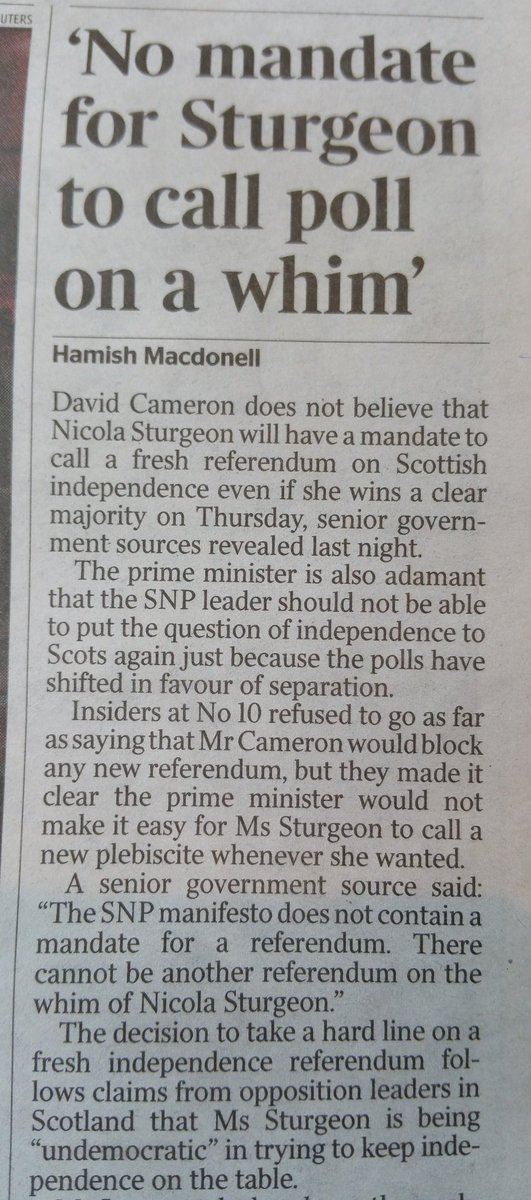 UTERS
‘No mandate
for Sturgeon
to call poll
on a whim’
Hamish Macdonell
David Cameron does not believe that
Nicola Sturgeon will have a mandate to
call a fresh referendum on Scottish
independence even if she wins a clear
majority on Thursday, senior govern-
ment sources revealed last night.
The prime minister is also adamant
that the SNP leader should not be able
to put the question of independence to
Scots again just because the polls have
shifted in favour of separation.
Insiders at No 10 refused to go as far
as saying that Mr Cameron would block
any new referendum, but they made it
clear the prime minister would not
make it easy for Ms Sturgeon to call a
new plebiscite whenever she wanted.
A senior government source said:
“The SNP manifesto does not contain a
mandate for a referendum. There
cannot be another referendum on the
whim of Nicola Sturgeon.”
The decision to take a hard line on a
fresh independence referendum fol-
lows claims from opposition leaders in
Scotland that Ms Sturgeon is being
“undemocratic” in trying to keep inde-
pendence on the table.